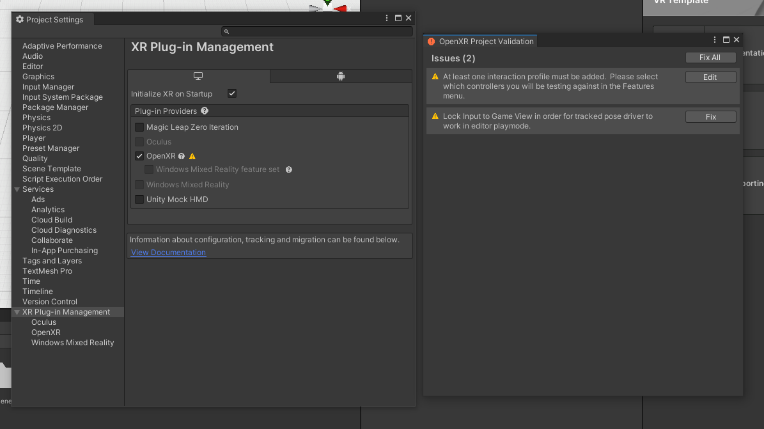 Project Settings
Adaptive Performance
Audio
Editor
Graphics
Input Manager
Input System Package
Package Manager
Physics
Physics 2D
Player
Preset Manager
Quality
Scene Template
Script Execution Order
Services
Ads
Analytics
Cloud Build
Cloud Diagnostics
Collaborate
In-App Purchasing
Tags and Layers
TextMesh Pro
Time
Timeline
Version Control
XR Plug-in Management
Oculus
OpenXR
Windows Mixed Reality
XR Plug-in Management
Initialize XR on Startup
Plug-in Providers
Magic Leap Zero Iteration
Oculus
OpenXR
Windows Mixed Reality feature set
Windows Mixed Reality
Unity Mock HMD
Information about configuration, tracking and migration can be found below.
View Documentation
OpenXR Project Validation
Issues (2)
Fix All
At least one interaction profile must be added. Please select
which controllers you will be testing against in the Features
menu.
Edit
Lock Input to Game View in order for tracked pose driver to
work in editor playmode.
Fix
VR Template